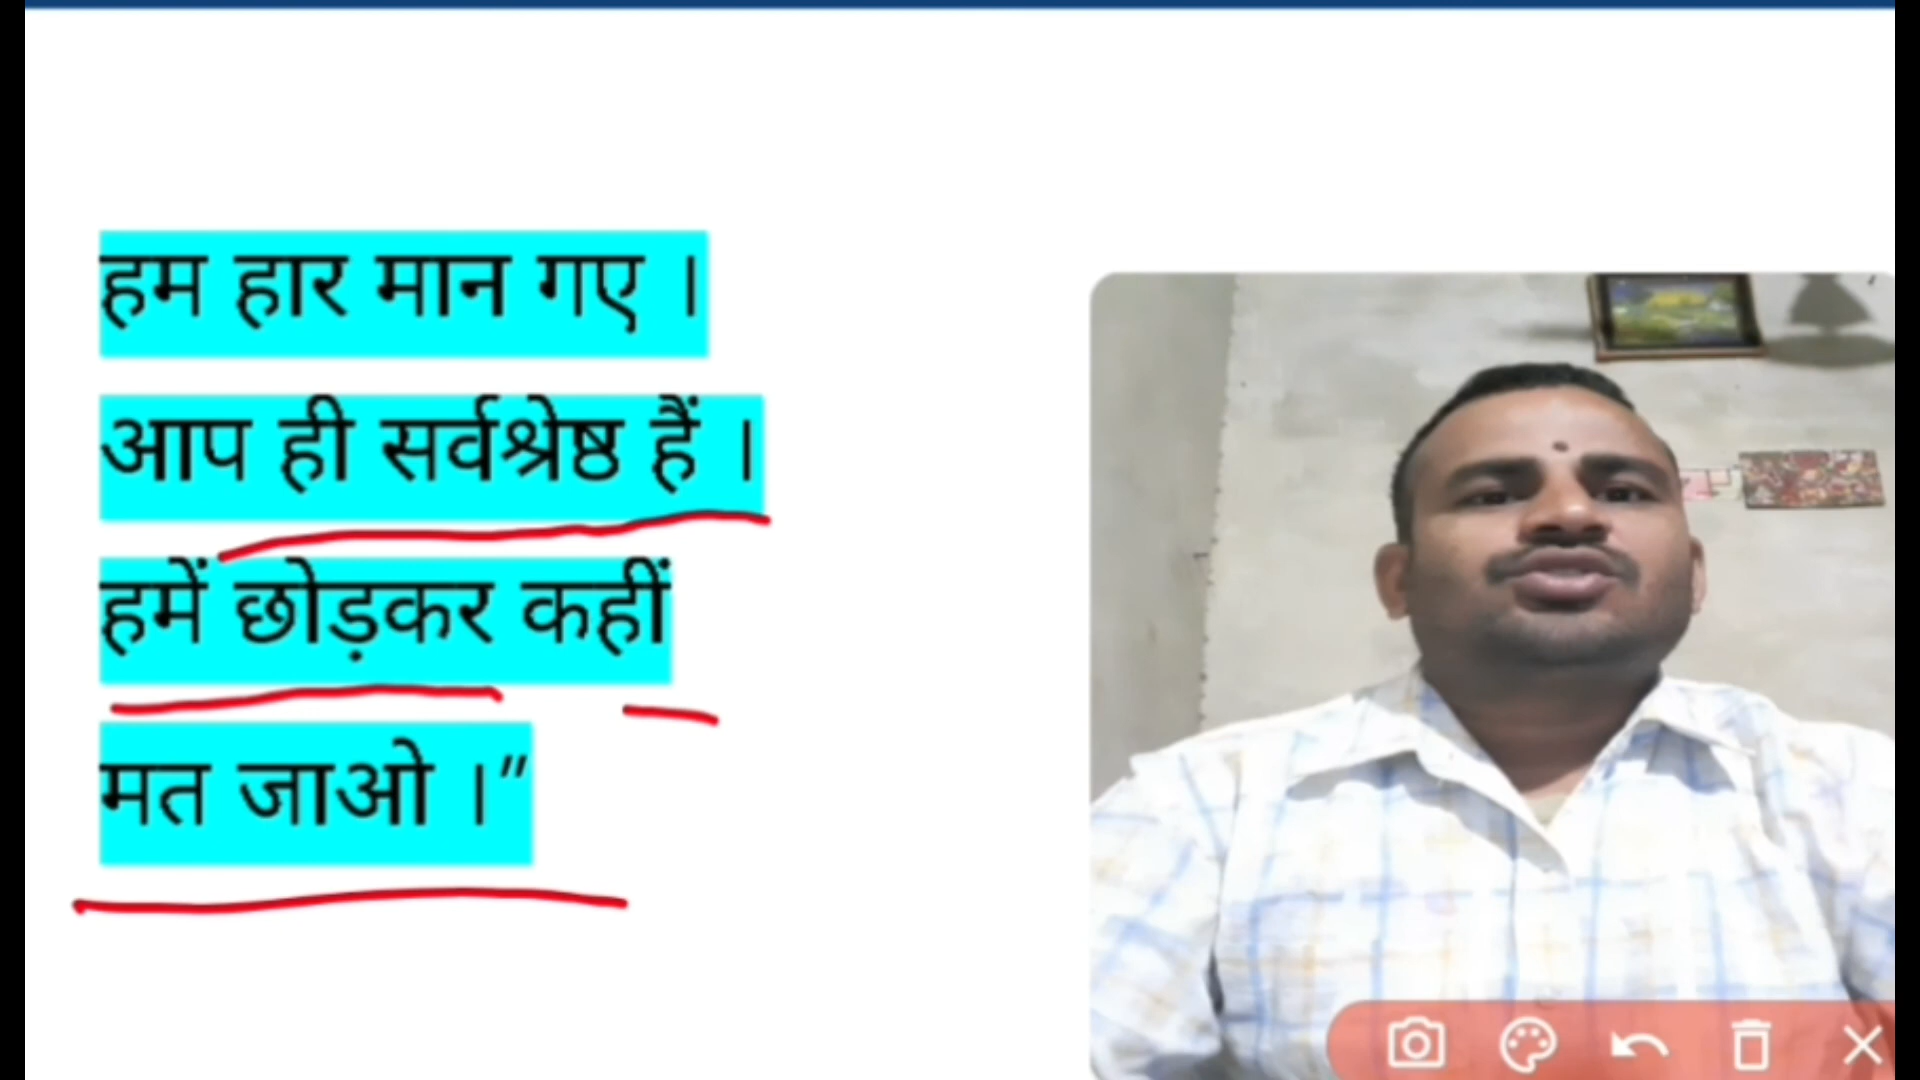 हम हार मान गए ।
आप ही सर्वश्रेष्ठ हैं ।
हमें छोड़कर कहीं
मत जाओ ।”